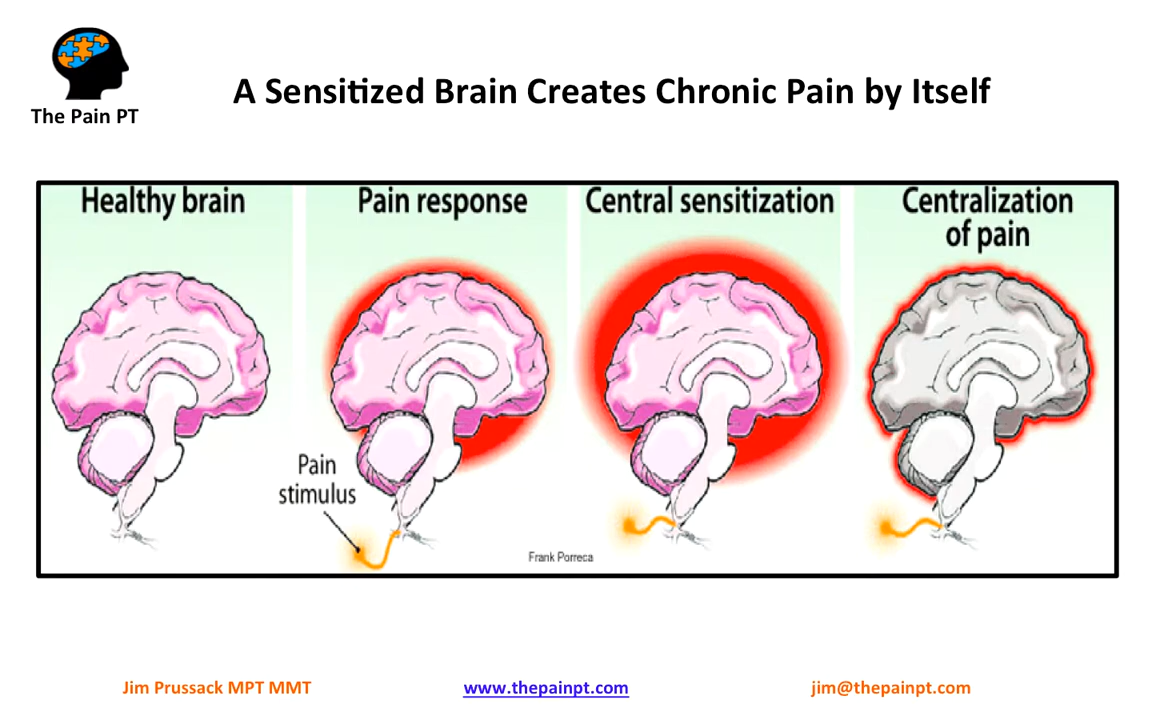 The Pain PT
A Sensitized Brain Creates Chronic Pain by Itself
Healthy brain
Pain response
Central sensitization
Centralization
of pain
Pain
stimulus
Frank Porreca
Jim Prussack MPT MMT
www.thepainpt.com
jim@thepainpt.com